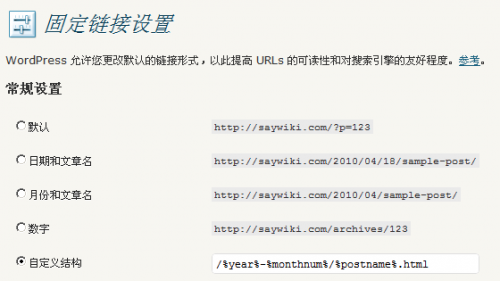 固定链接设置
WordPress 允许您更改默认的链接形式，以此提高 URLs 的可读性和对搜索引擎的友好程度。参考。
常规设置
默认 http://saywiki.com/?p=123
日期和文章名 http://saywiki.com/2010/04/18/sample-post/
月份和文章名 http://saywiki.com/2010/04/sample-post/
数字 http://saywiki.com/archives/123
自定义结构 /%year%-%monthnum%/%postname%.html